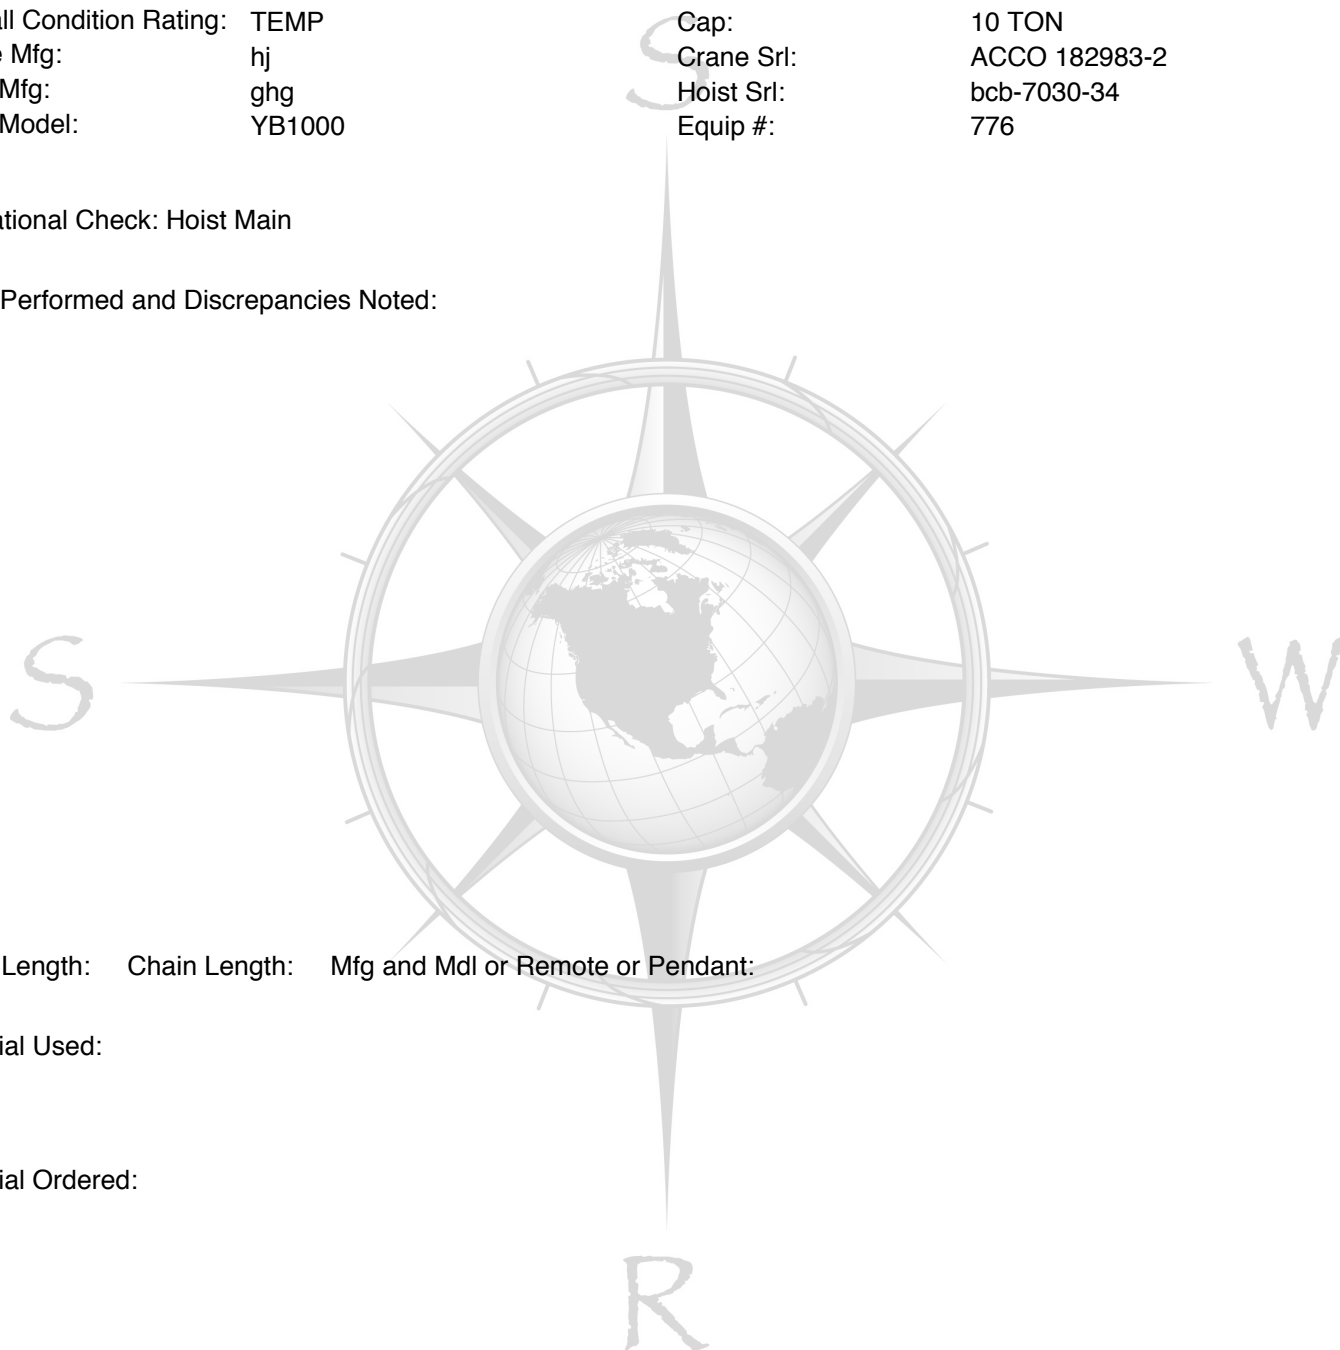 S
all Condition Rating: TEMP Cap: 10 TON
e Mfg: hj Crane Srl: ACCO 182983-2
Mfg: ghg Hoist Srl: bcb-7030-34
Model: YB1000 Equip #: 776
ational Check: Hoist Main
Performed and Discrepancies Noted:
S W
Length: Chain Length: Mfg and Mdl or Remote or Pendant:
ial Used:
ial Ordered:
R